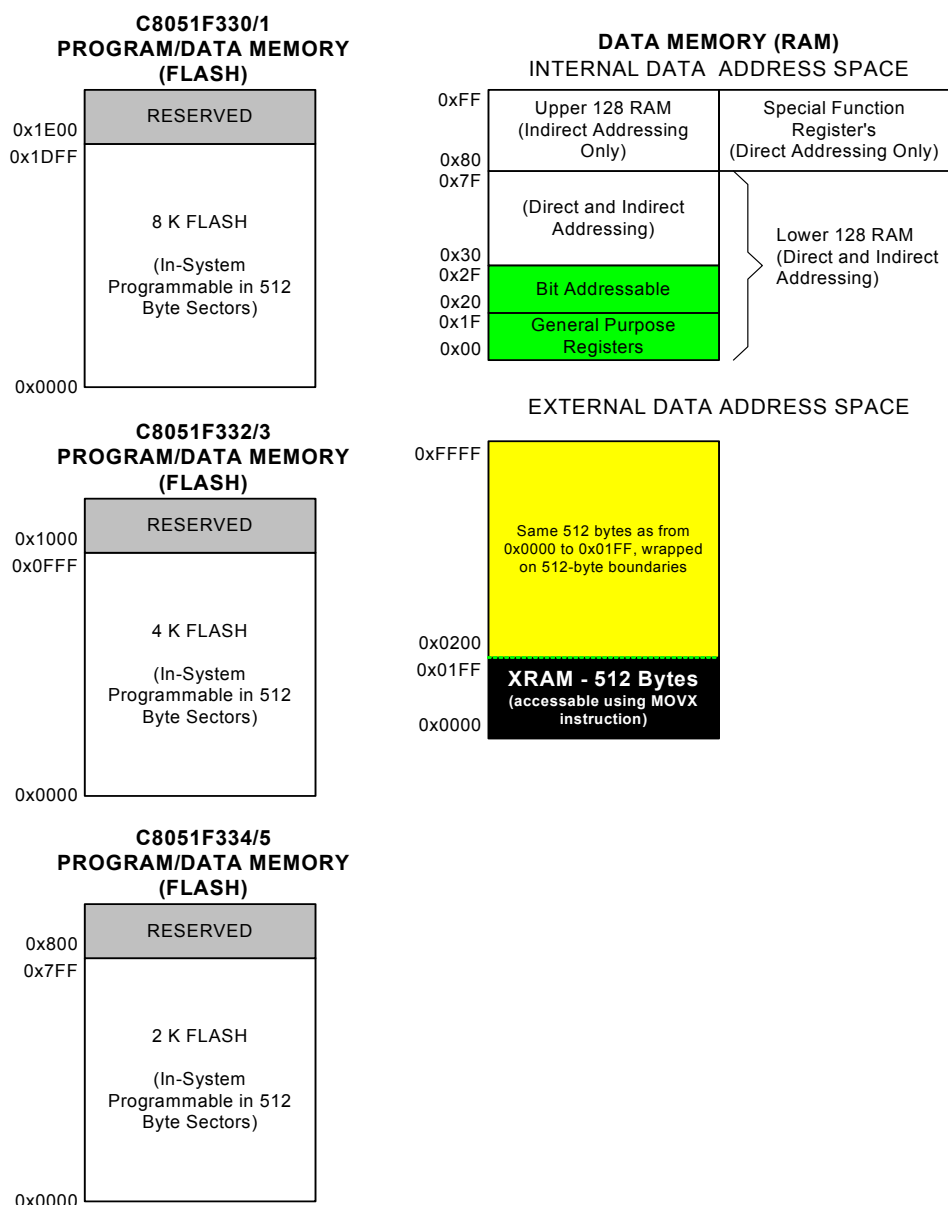 C8051F330/1
PROGRAM/DATA MEMORY
(FLASH)
RESERVED
0x1E00
0x1DFF
8 K FLASH
(In-System
Programmable in 512
Byte Sectors)
0x0000
C8051F332/3
PROGRAM/DATA MEMORY
(FLASH)
RESERVED
0x1000
0x0FFF
4 K FLASH
(In-System
Programmable in 512
Byte Sectors)
0x0000
C8051F334/5
PROGRAM/DATA MEMORY
(FLASH)
RESERVED
0x800
0x7FF
2 K FLASH
(In-System
Programmable in 512
Byte Sectors)
0x0000
DATA MEMORY (RAM)
INTERNAL DATA ADDRESS SPACE
0xFF
Upper 128 RAM
(Indirect Addressing
Only)
0x80
Special Function
Register's
(Direct Addressing Only)
0x7F
(Direct and Indirect
Addressing)
0x30
Lower 128 RAM
(Direct and Indirect
Addressing)
0x2F
Bit Addressable
0x20
0x1F
General Purpose
Registers
0x00
EXTERNAL DATA ADDRESS SPACE
0xFFFF
Same 512 bytes as from
0x0000 to 0x01FF, wrapped
on 512-byte boundaries
0x0200
0x01FF
XRAM - 512 Bytes
(accessable using MOVX
instruction)
0x0000